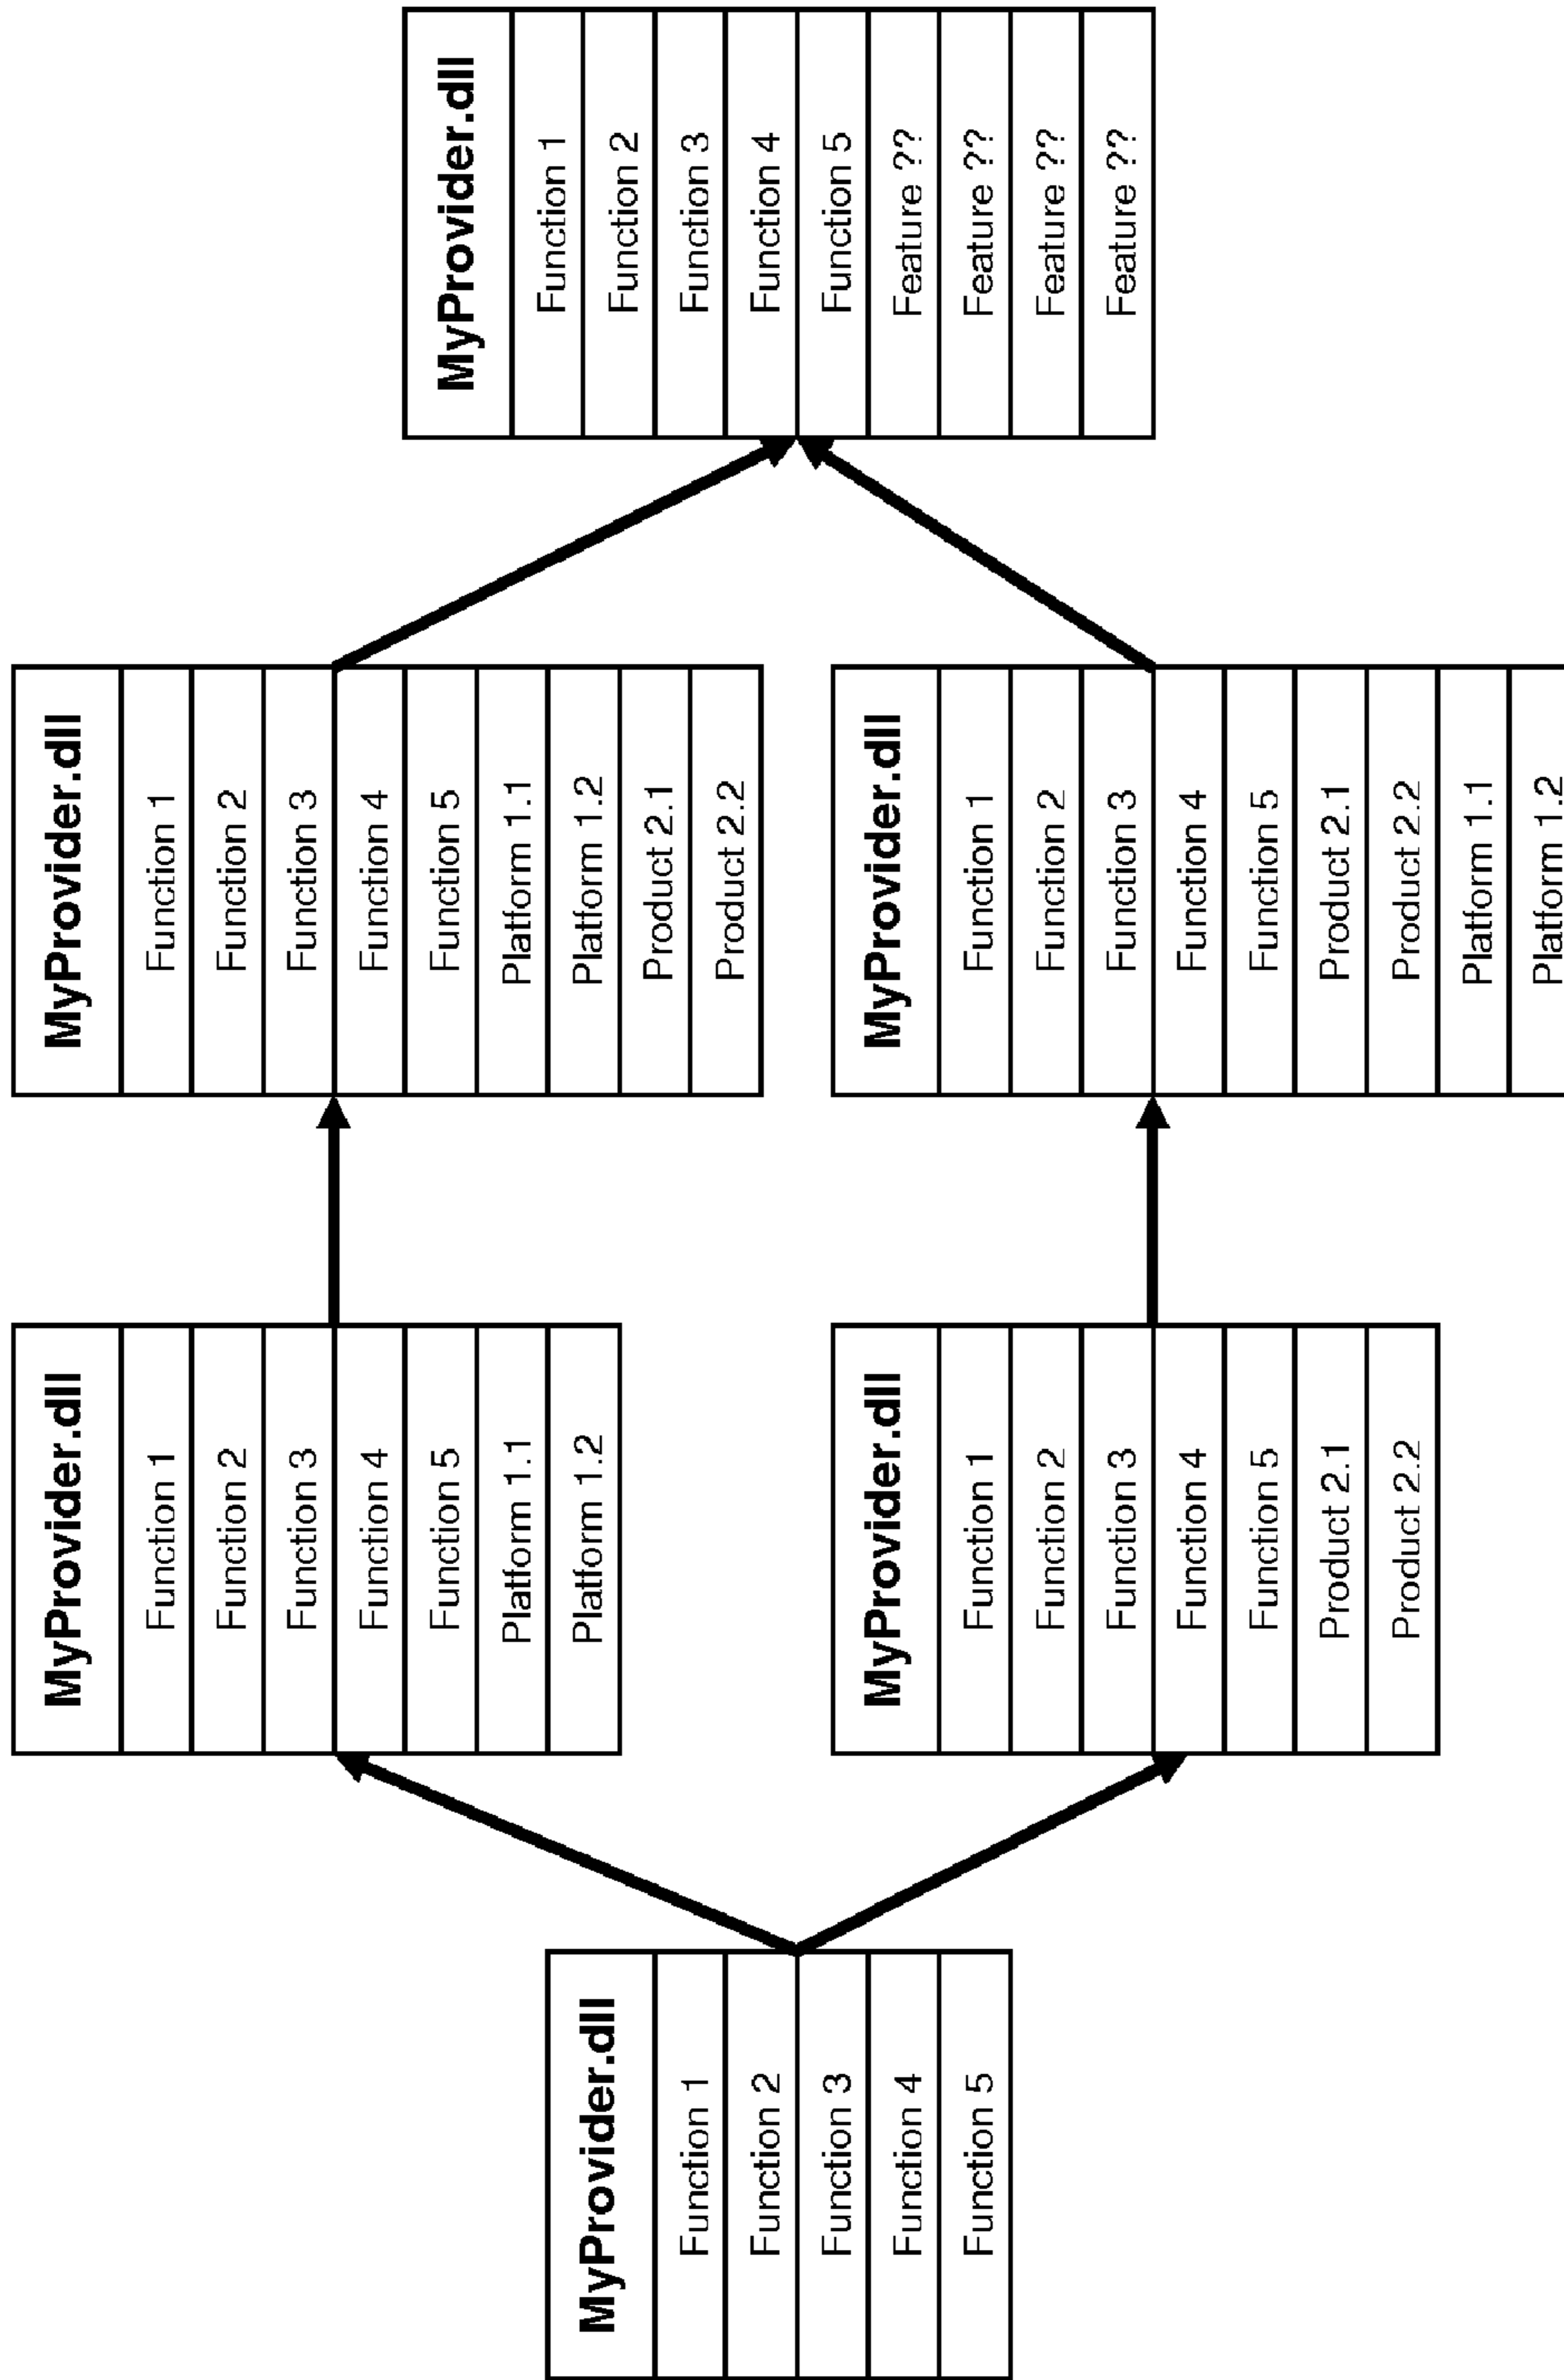 MyProvider.dll
Function 1
Function 2
Function 3
Function 4
Function 5
MyProvider.dll
Function 1
Function 2
Function 3
Function 4
Function 5
Platform 1.1
Platform 1.2
MyProvider.dll
Function 1
Function 2
Function 3
Function 4
Function 5
Product 2.1
Product 2.2
MyProvider.dll
Function 1
Function 2
Function 3
Function 4
Function 5
Platform 1.1
Platform 1.2
Product 2.1
Product 2.2
MyProvider.dll
Function 1
Function 2
Function 3
Function 4
Function 5
Product 2.1
Product 2.2
Platform 1.1
Platform 1.2
MyProvider.dll
Function 1
Function 2
Function 3
Function 4
Function 5
Feature ??
Feature ??
Feature ??
Feature ??